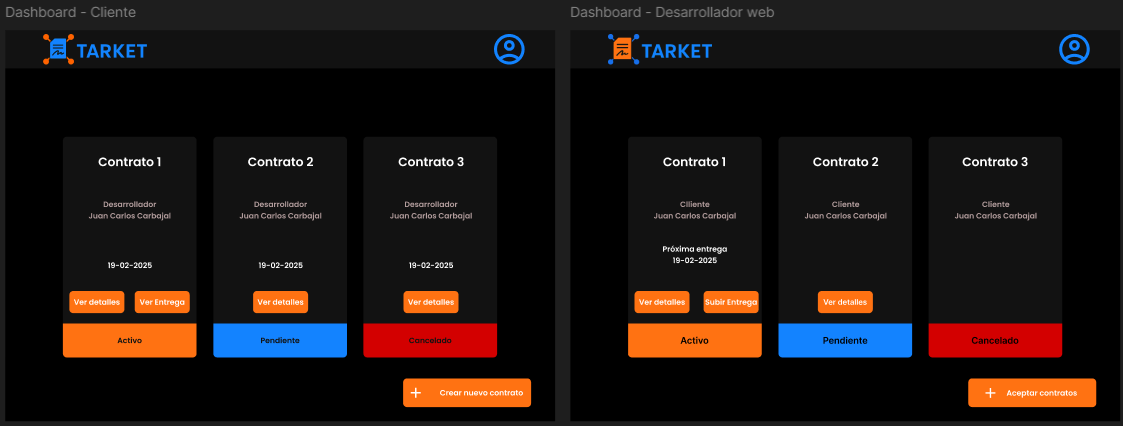 Dashboard - Cliente
TARKET
Contrato 1
Desarrollador
Juan Carlos Carbajal
19-02-2025
Ver detalles
Ver Entrega
Activo
Contrato 2
Desarrollador
Juan Carlos Carbajal
19-02-2025
Ver detalles
Pendiente
Contrato 3
Desarrollador
Juan Carlos Carbajal
19-02-2025
Ver detalles
Cancelado
+ Crear nuevo contrato
Dashboard - Desarrollador web
TARKET
Contrato 1
Clliente
Juan Carlos Carbajal
Próxima entrega
19-02-2025
Ver detalles
Subir Entrega
Activo
Contrato 2
Cliente
Juan Carlos Carbajal
Ver detalles
Pendiente
Contrato 3
Cliente
Juan Carlos Carbajal
Cancelado
+ Aceptar contratos